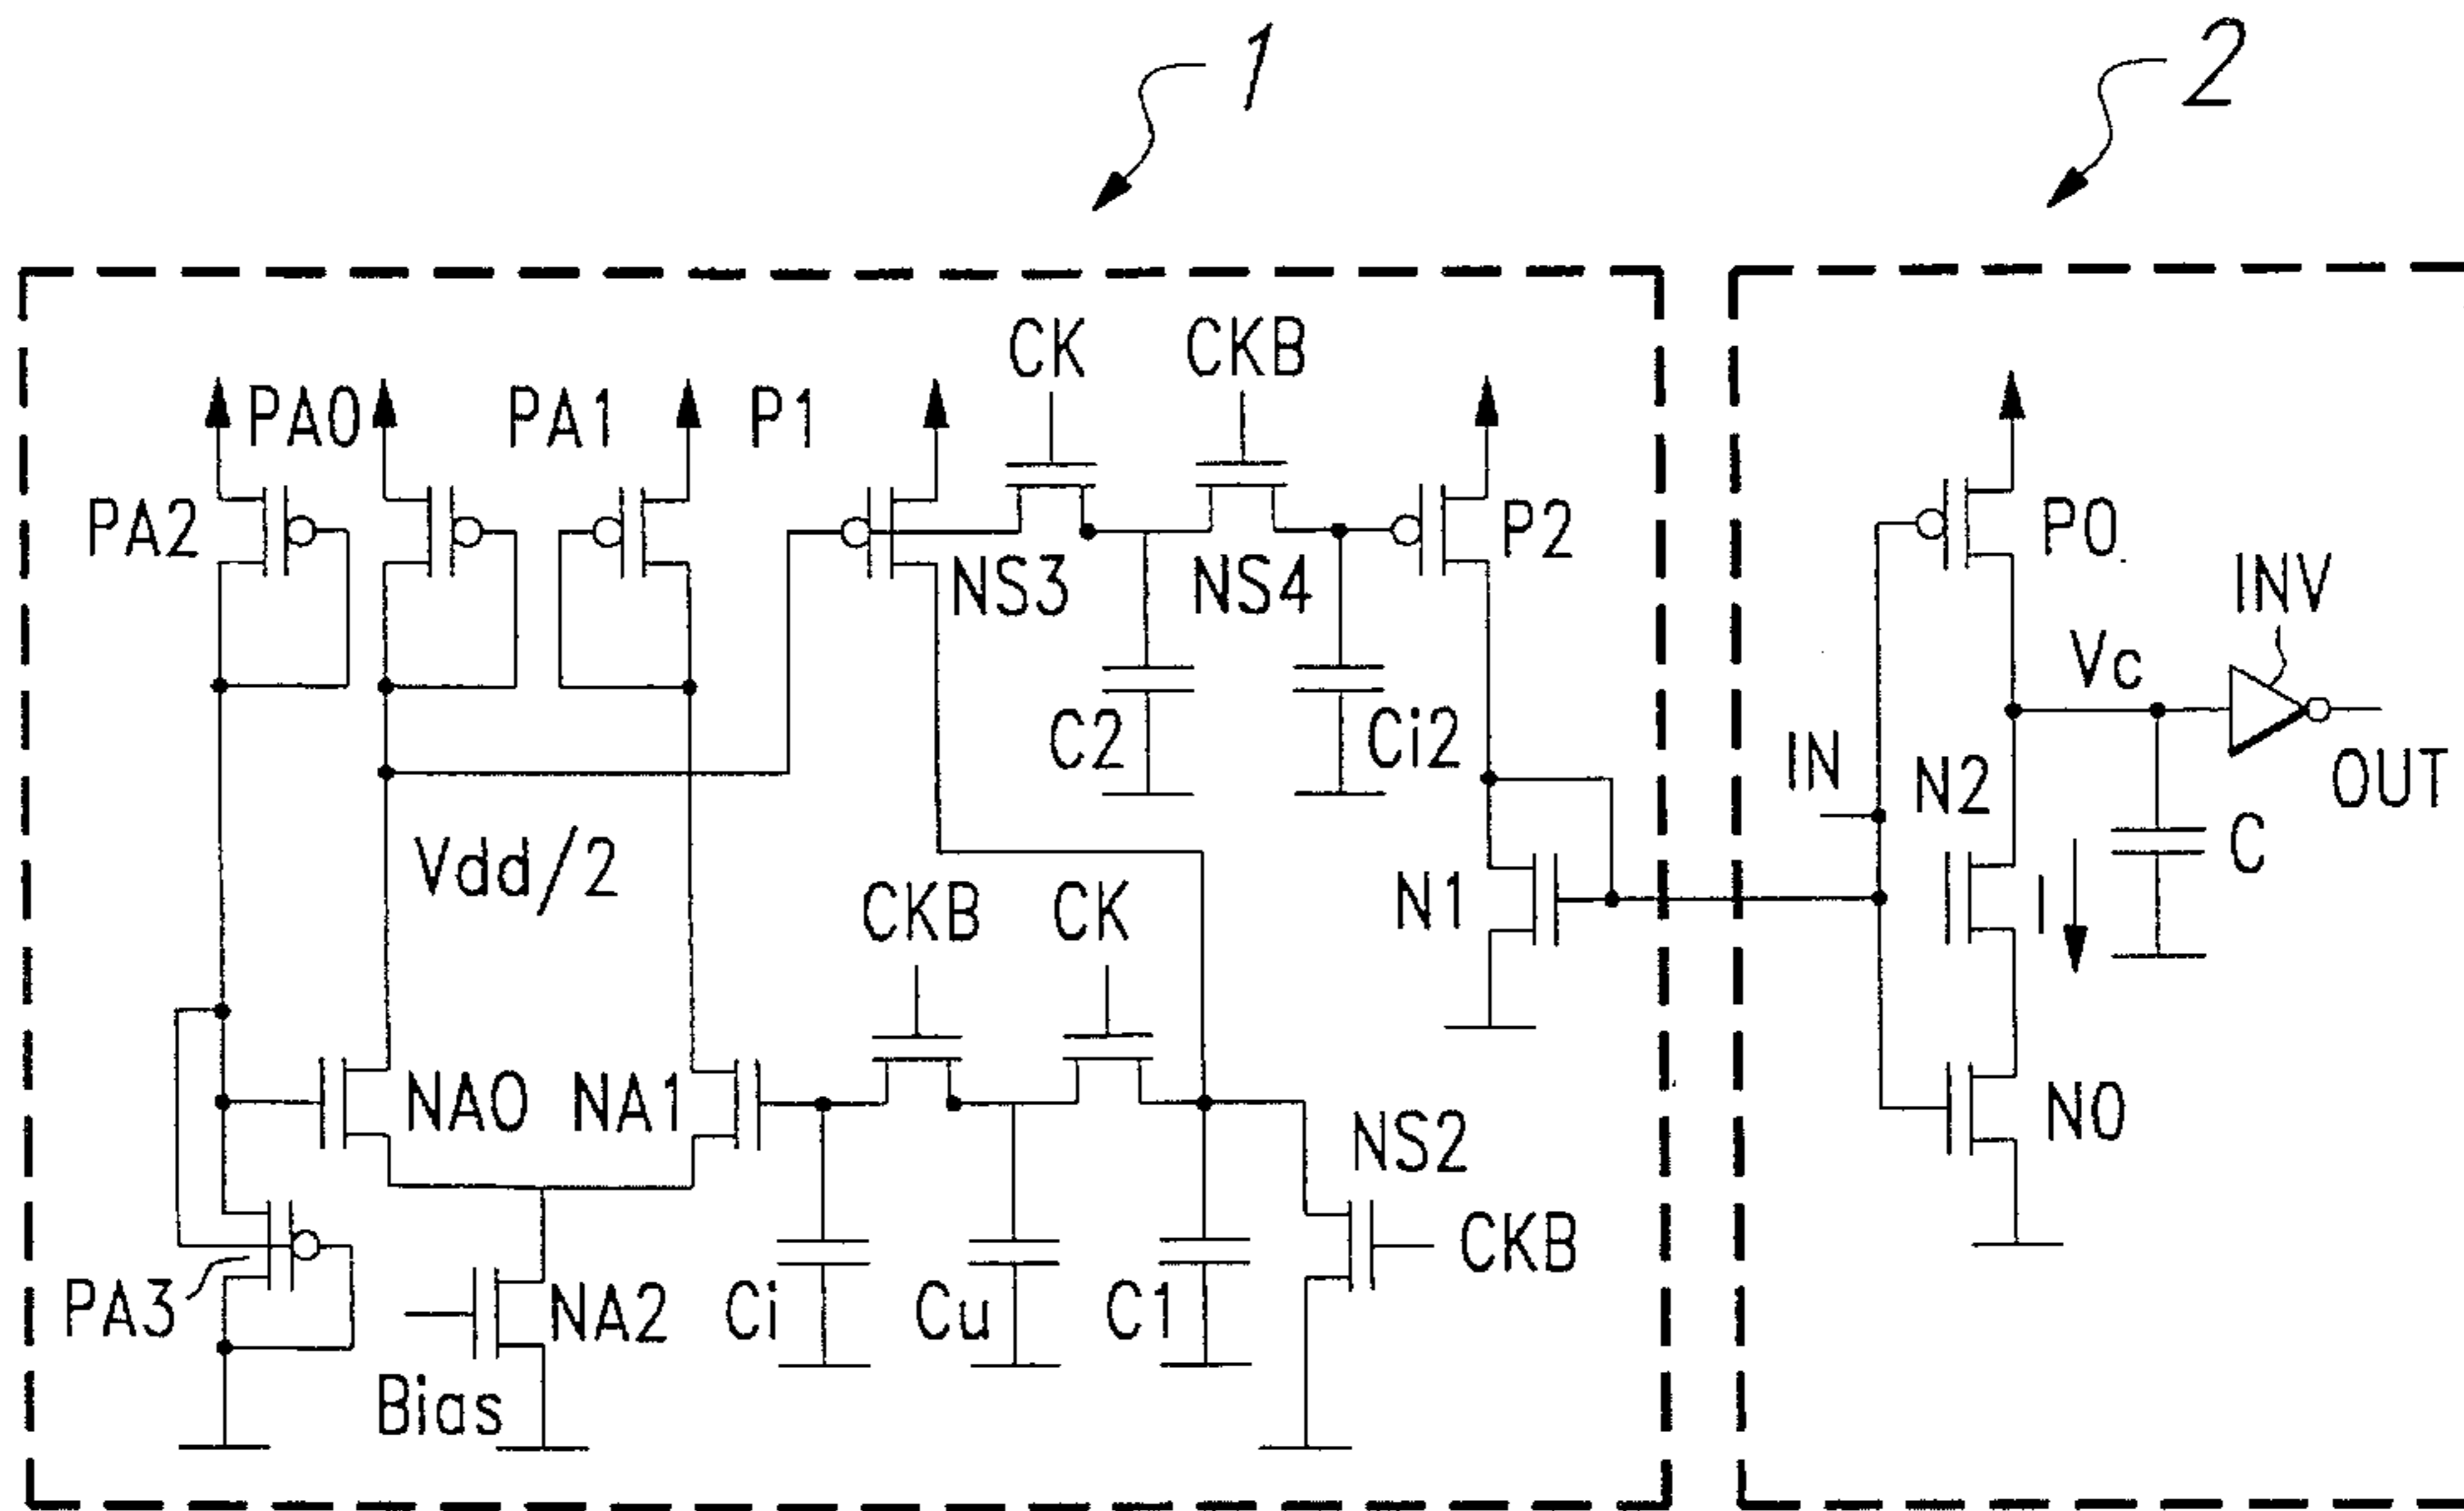 1
2
CK
CKB
PA0
PA1
P1
PA2
NS3
NS4
P2
P0
INV
Vc
C2
Ci2
IN
N2
OUT
Vdd/2
CKB
CK
N1
I
C
NA0
NA1
NS2
N0
CKB
PA3
NA2
Ci
Cu
C1
Bias